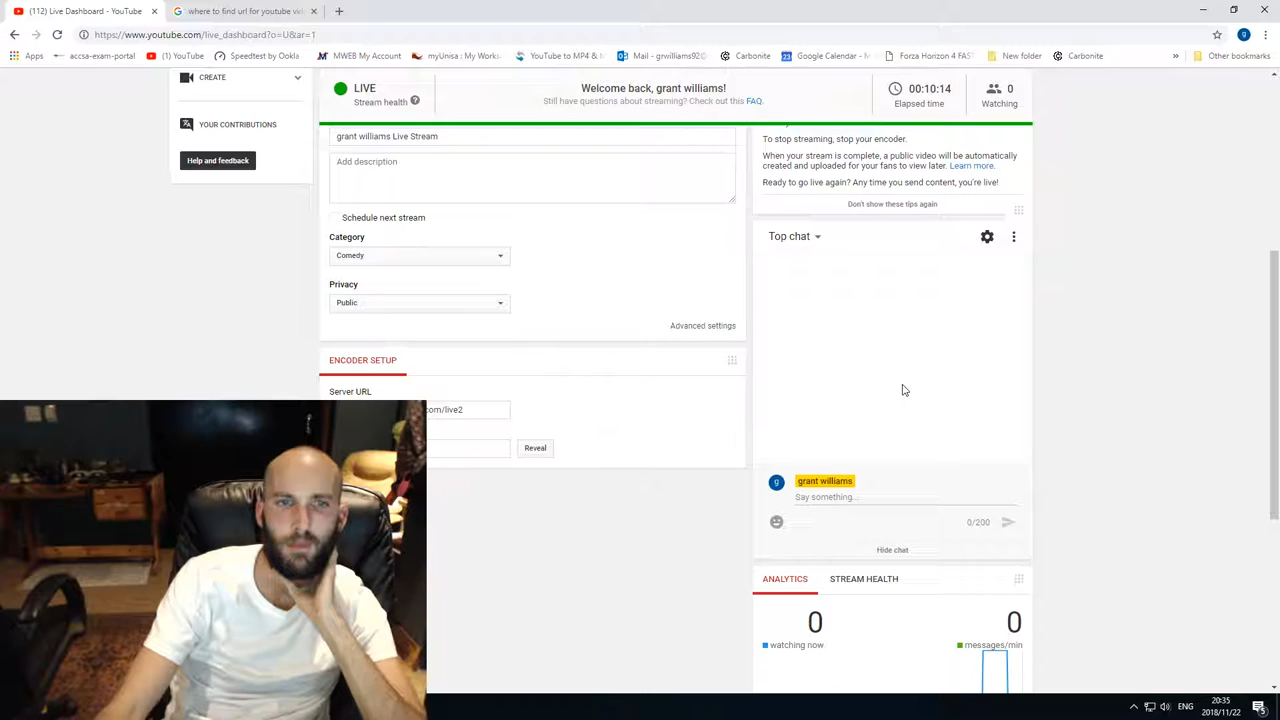 (112) Live Dashboard - YouTube
where to find url for youtube vide
https://www.youtube.com/live_dashboard?o=U&ar=1
accsa-exam-portal
(1) YouTube
Speedtest by Ookla
MWEB My Account
myUnisa : My Works
YouTube to MP4 &
Mail - grwilliams92@
Carbonite
Google Calendar - M
Forza Horizon 4 FAS
New folder
Carbonite
Other bookmarks
CREATE
YOUR CONTRIBUTIONS
Help and feedback
LIVE
Stream health
Welcome back, grant williams!
Still have questions about streaming? Check out this FAQ.
00:10:14
Elapsed time
0
Watching
grant williams Live Stream
Add description
Schedule next stream
Category
Comedy
Privacy
Public
Advanced settings
ENCODER SETUP
Server URL
com/live2
Reveal
To stop streaming, stop your encoder.
When your stream is complete, a public video will be automatically
created and uploaded for your fans to view later. Learn more.
Ready to go live again? Any time you send content, you're live!
Don't show these tips again
Top chat
g
grant williams
Say something...
0/200
Hide chat
ANALYTICS
STREAM HEALTH
0
watching now
0
messages/min
ENG
20:35
2018/11/22
5